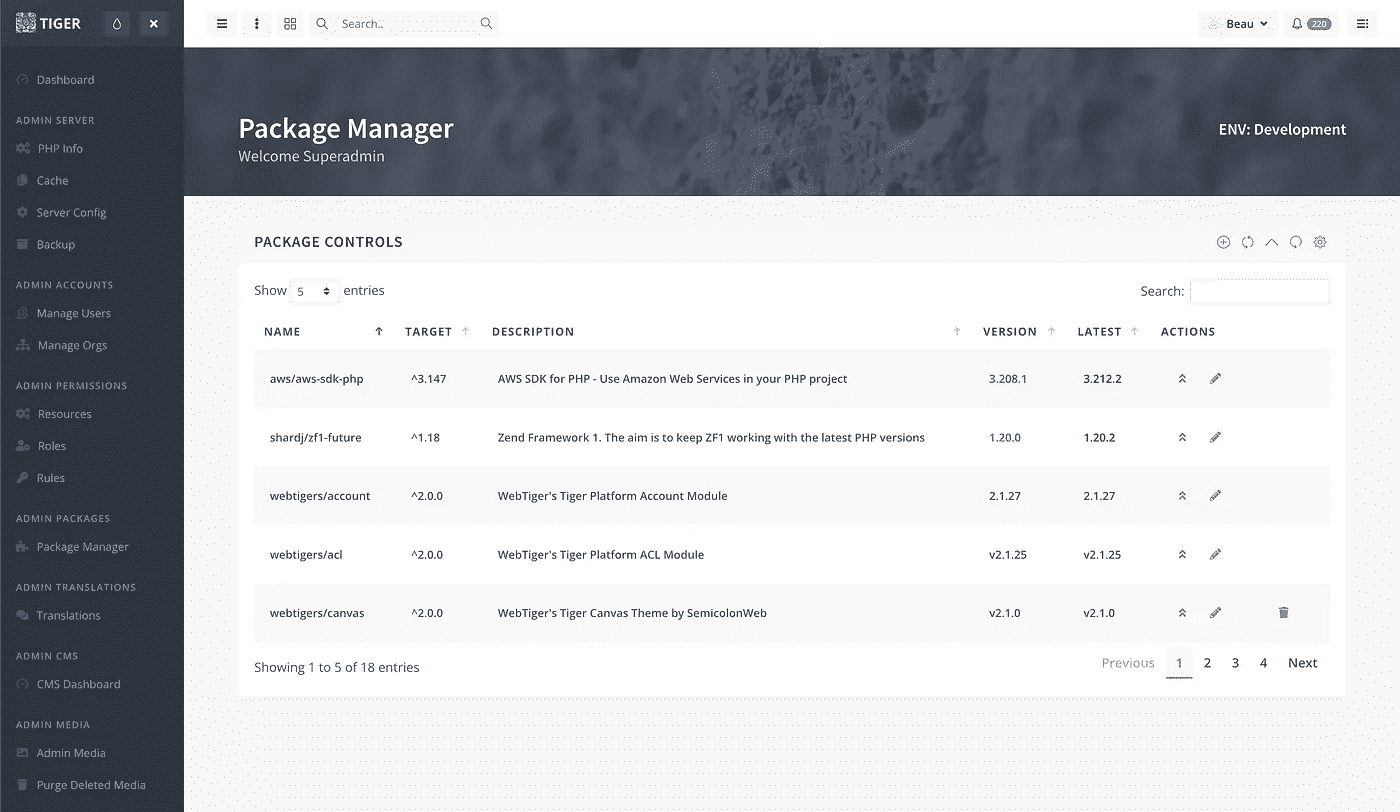 TIGER
Search..
Beau
220
Dashboard
ADMIN SERVER
PHP Info
Cache
Server Config
Backup
ADMIN ACCOUNTS
Manage Users
Manage Orgs
ADMIN PERMISSIONS
Resources
Roles
Rules
ADMIN PACKAGES
Package Manager
ADMIN TRANSLATIONS
Translations
ADMIN CMS
CMS Dashboard
ADMIN MEDIA
Admin Media
Purge Deleted Media
Package Manager
Welcome Superadmin
ENV: Development
PACKAGE CONTROLS
Show 5 entries Search:
NAME TARGET DESCRIPTION VERSION LATEST ACTIONS
aws/aws-sdk-php ^3.147 AWS SDK for PHP - Use Amazon Web Services in your PHP project 3.208.1 3.212.2
shardj/zf1-future ^1.18 Zend Framework 1. The aim is to keep ZF1 working with the latest PHP versions 1.20.0 1.20.2
webtigers/account ^2.0.0 WebTiger's Tiger Platform Account Module 2.1.27 2.1.27
webtigers/acl ^2.0.0 WebTiger's Tiger Platform ACL Module v2.1.25 v2.1.25
webtigers/canvas ^2.0.0 WebTiger's Tiger Canvas Theme by SemicolonWeb v2.1.0 v2.1.0
Showing 1 to 5 of 18 entries Previous 1 2 3 4 Next